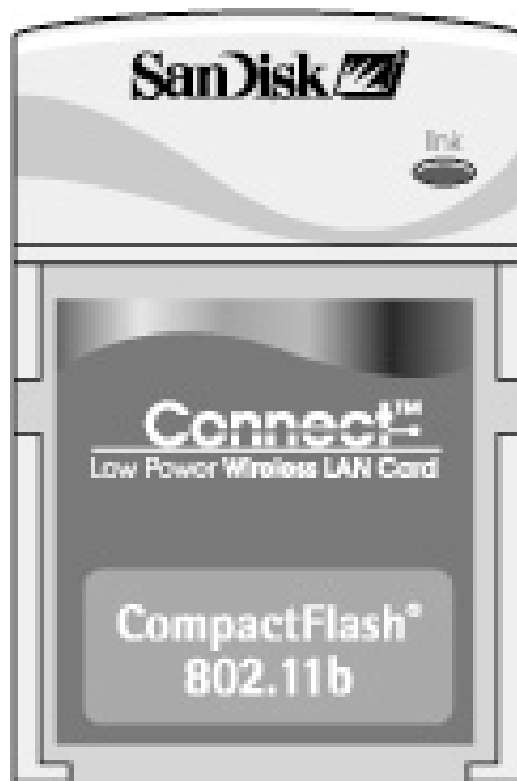 SanDisk
link
Connect™
Low Power Wireless LAN Card
CompactFlash®
802.11b